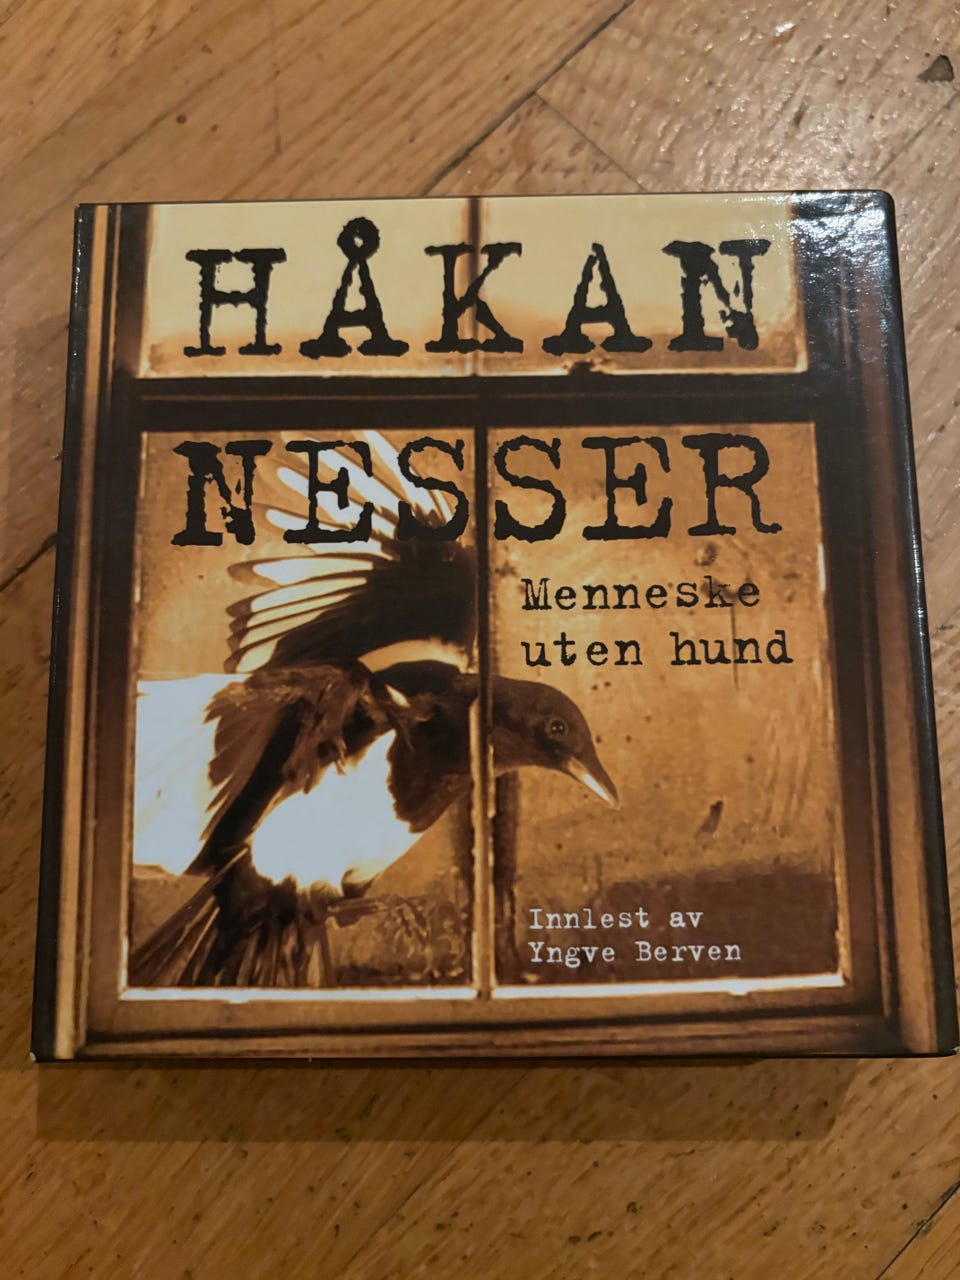 HÅKAN
NESSER
Menneske
uten hund
Innlest av
Yngve Berven